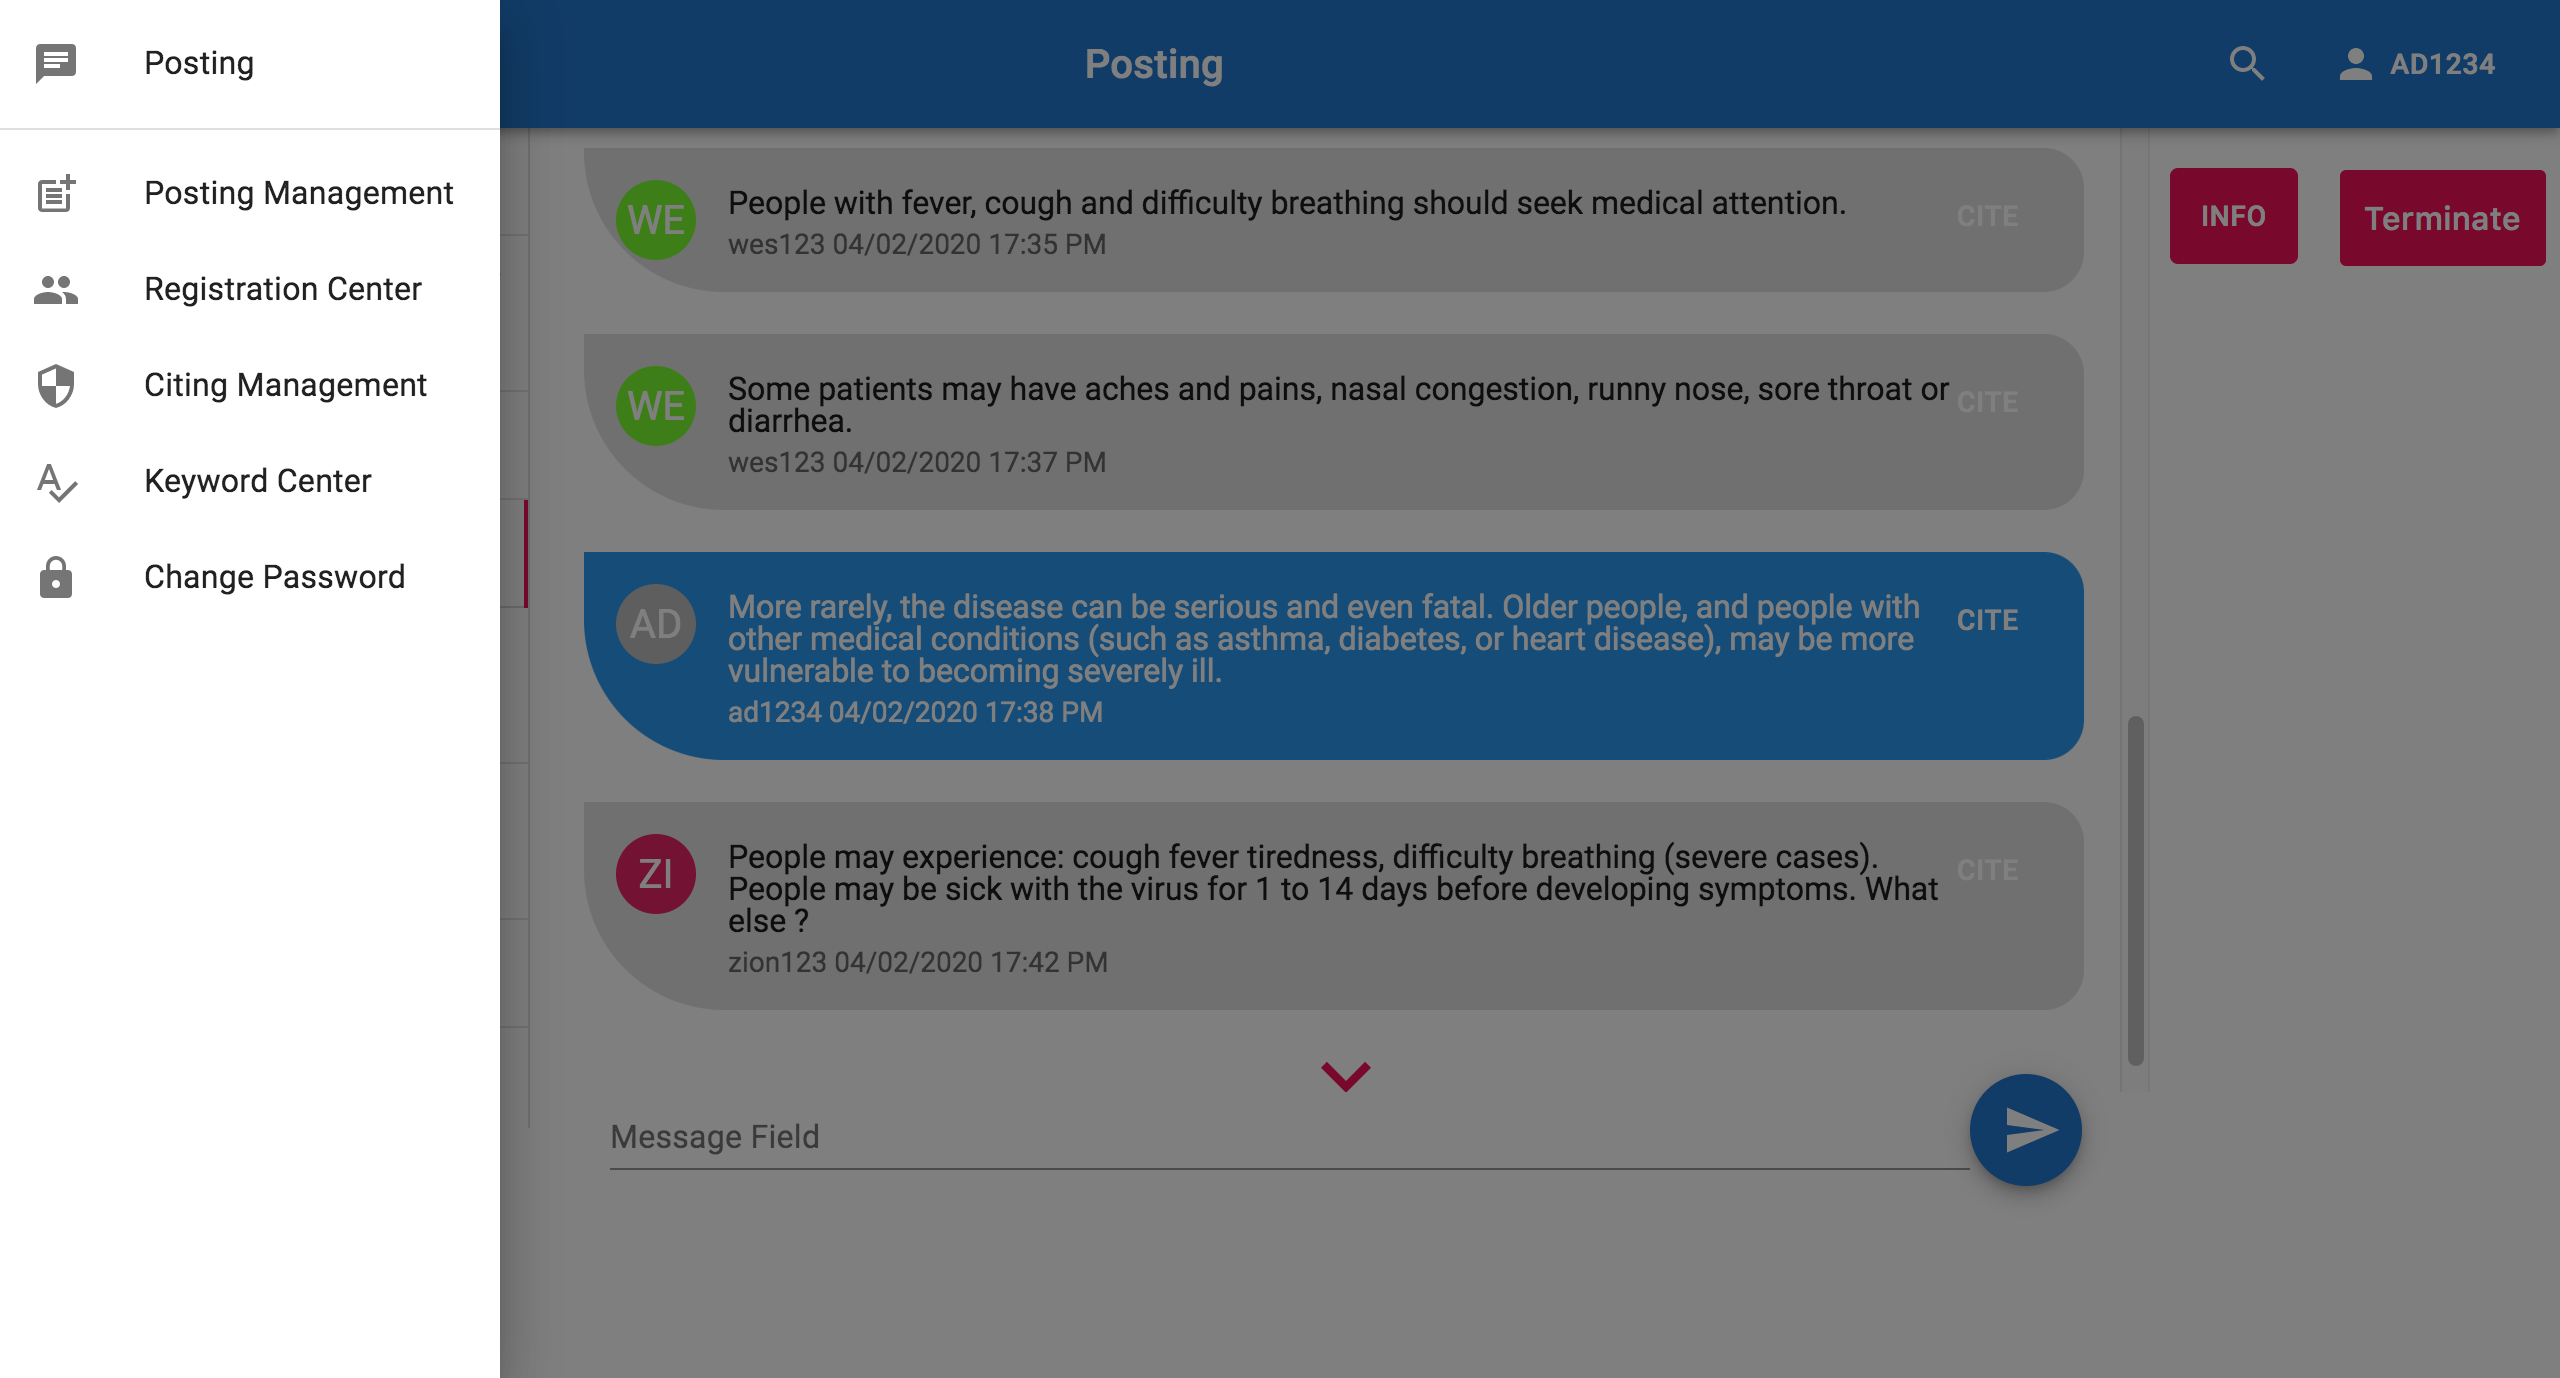 Posting
Posting Management
Registration Center
Citing Management
Keyword Center
Change Password
Posting
AD1234
WE
People with fever, cough and difficulty breathing should seek medical attention.
CITE
wes123 04/02/2020 17:35 PM
WE
Some patients may have aches and pains, nasal congestion, runny nose, sore throat or
diarrhea.
CITE
wes123 04/02/2020 17:37 PM
AD
More rarely, the disease can be serious and even fatal. Older people, and people with
other medical conditions (such as asthma, diabetes, or heart disease), may be more
vulnerable to becoming severely ill.
CITE
ad1234 04/02/2020 17:38 PM
ZI
People may experience: cough fever tiredness, difficulty breathing (severe cases).
People may be sick with the virus for 1 to 14 days before developing symptoms. What
else ?
CITE
zion123 04/02/2020 17:42 PM
Message Field
INFO
Terminate